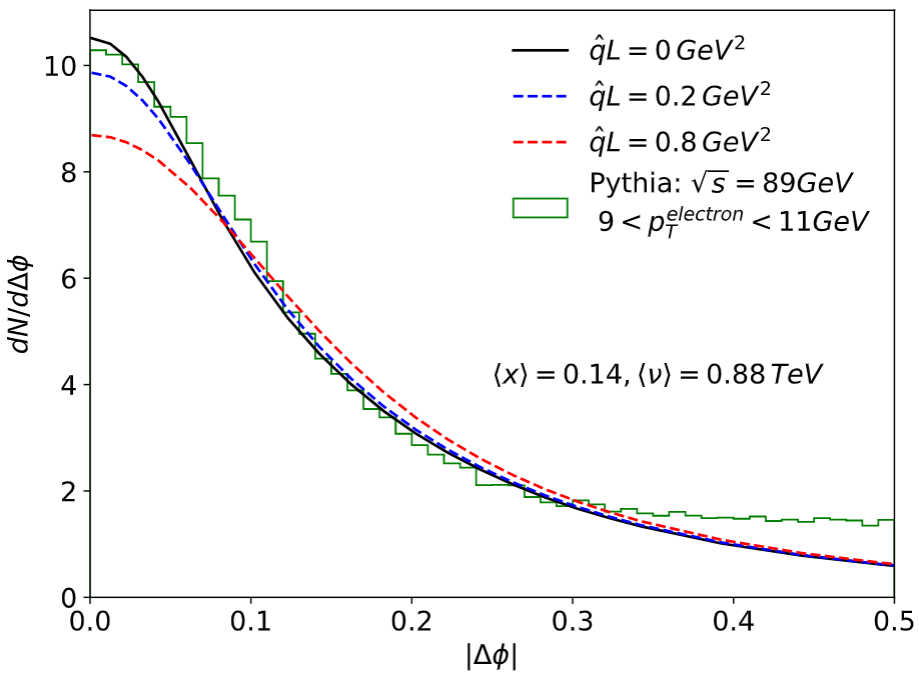 q̂L = 0 GeV²
q̂L = 0.2 GeV²
q̂L = 0.8 GeV²
Pythia: √s = 89GeV
9 < p_T^{electron} < 11GeV
⟨x⟩ = 0.14, ⟨ν⟩ = 0.88 TeV
dN/dΔϕ
10
8
6
4
2
0
0.0 0.1 0.2 0.3 0.4 0.5
|Δϕ|